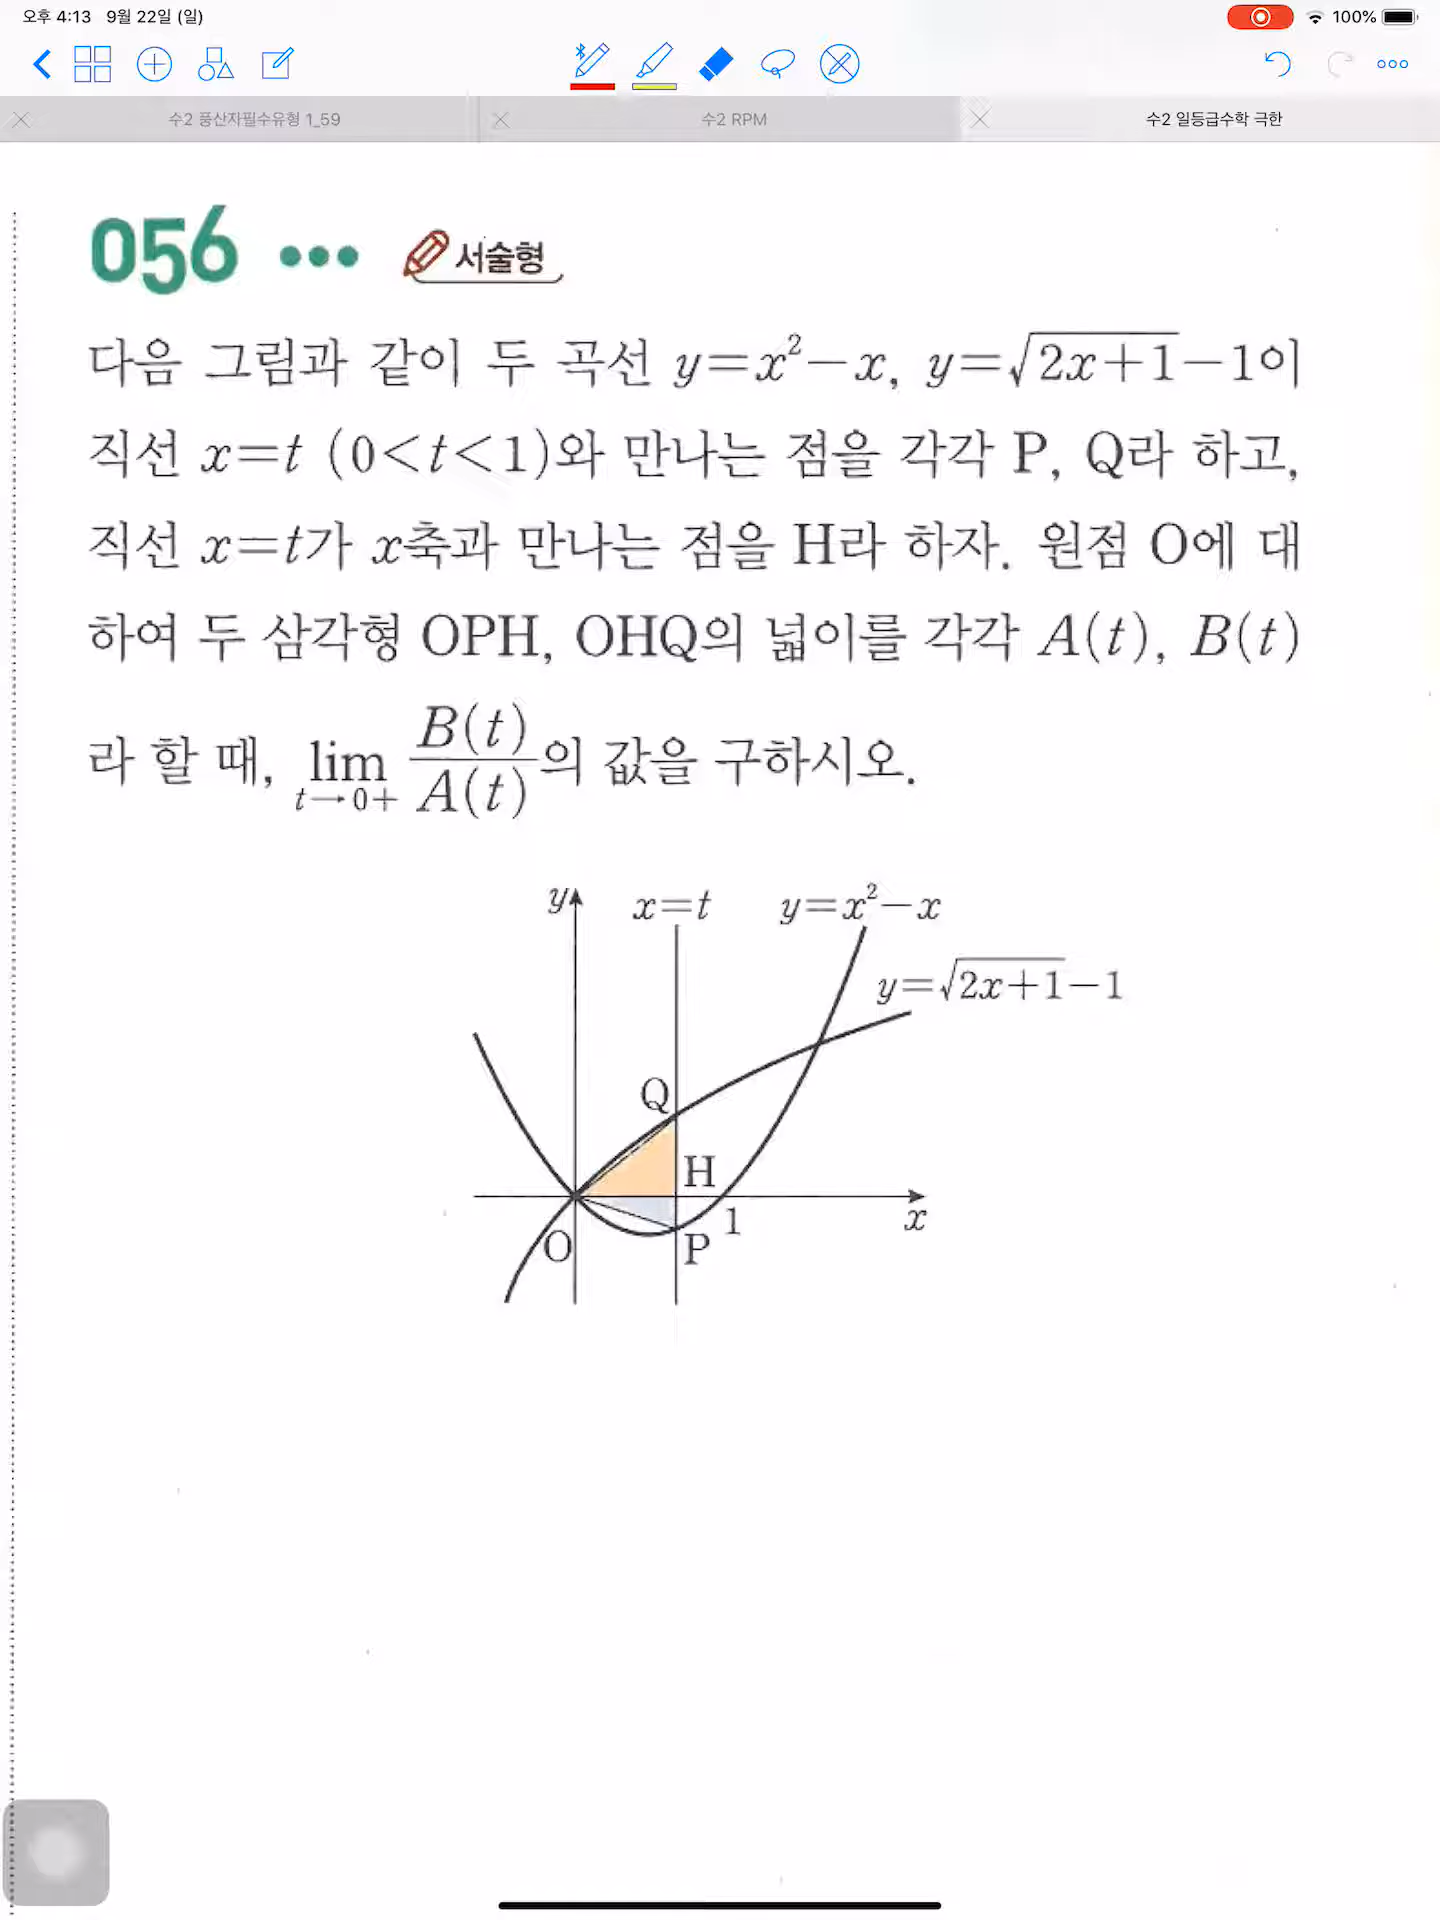 오후 4:13 9월 22일 (일) 100%
수2 풍산자필수유형 1_59 수2 RPM 수2 일등급수학 극한
056 서술형
다음 그림과 같이 두 곡선 y=x²−x, y=√(2x+1)−1이
직선 x=t (0<t<1)와 만나는 점을 각각 P, Q라 하고,
직선 x=t가 x축과 만나는 점을 H라 하자. 원점 O에 대
하여 두 삼각형 OPH, OHQ의 넓이를 각각 A(t), B(t)
라 할 때, lim t→0+ B(t)/A(t)의 값을 구하시오.
y x=t y=x²−x
y=√(2x+1)−1
Q
H
1 x
O P